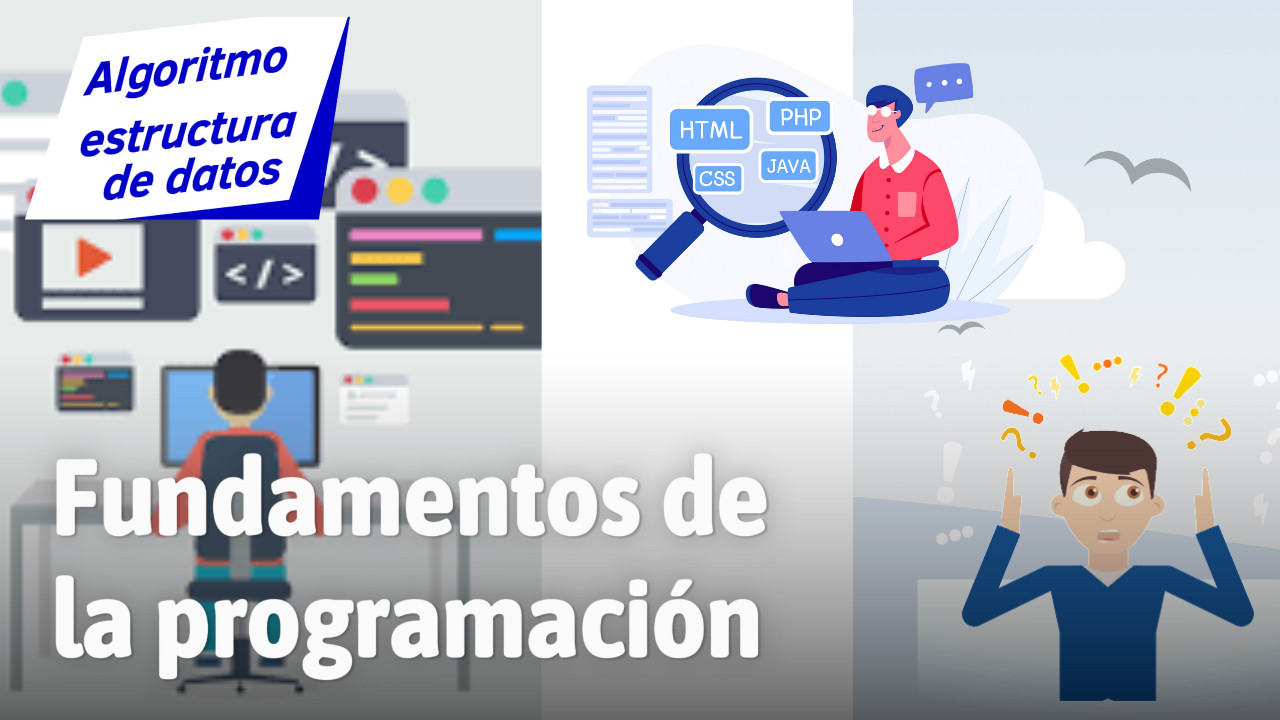 Algoritmo
estructura
de datos
HTML
PHP
CSS
JAVA
</>
/>
Fundamentos de
la programación